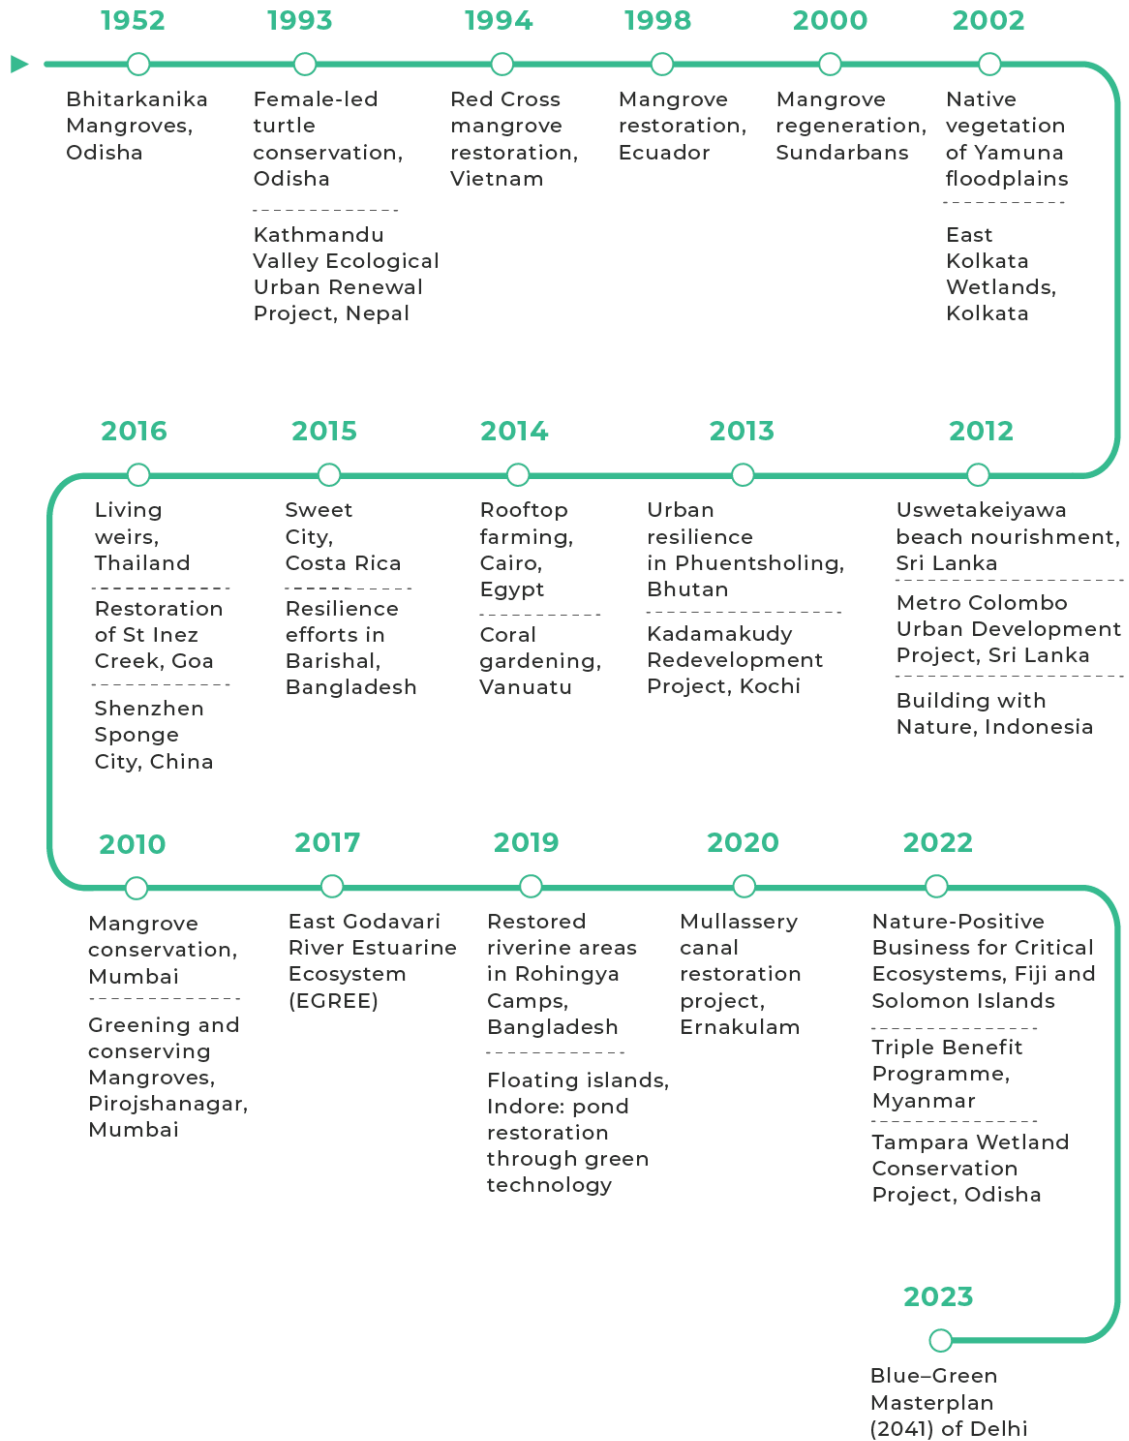 1952
Bhitarkanika
Mangroves,
Odisha
1993
Female-led
turtle
conservation,
Odisha
Kathmandu
Valley Ecological
Urban Renewal
Project, Nepal
1994
Red Cross
mangrove
restoration,
Vietnam
1998
Mangrove
restoration,
Ecuador
2000
Mangrove
regeneration,
Sundarbans
2002
Native
vegetation
of Yamuna
floodplains
East
Kolkata
Wetlands,
Kolkata
2012
Uswetakeiyawa
beach nourishment,
Sri Lanka
Metro Colombo
Urban Development
Project, Sri Lanka
Building with
Nature, Indonesia
2013
Urban
resilience
in Phuentsholing,
Bhutan
Kadamakudy
Redevelopment
Project, Kochi
2014
Rooftop
farming,
Cairo,
Egypt
Coral
gardening,
Vanuatu
2015
Sweet
City,
Costa Rica
Resilience
efforts in
Barishal,
Bangladesh
2016
Living
weirs,
Thailand
Restoration
of St Inez
Creek, Goa
Shenzhen
Sponge
City, China
2010
Mangrove
conservation,
Mumbai
Greening and
conserving
Mangroves,
Pirojshanagar,
Mumbai
2017
East Godavari
River Estuarine
Ecosystem
(EGREE)
2019
Restored
riverine areas
in Rohingya
Camps,
Bangladesh
Floating islands,
Indore: pond
restoration
through green
technology
2020
Mullassery
canal
restoration
project,
Ernakulam
2022
Nature-Positive
Business for Critical
Ecosystems, Fiji and
Solomon Islands
Triple Benefit
Programme,
Myanmar
Tampara Wetland
Conservation
Project, Odisha
2023
Blue–Green
Masterplan
(2041) of Delhi